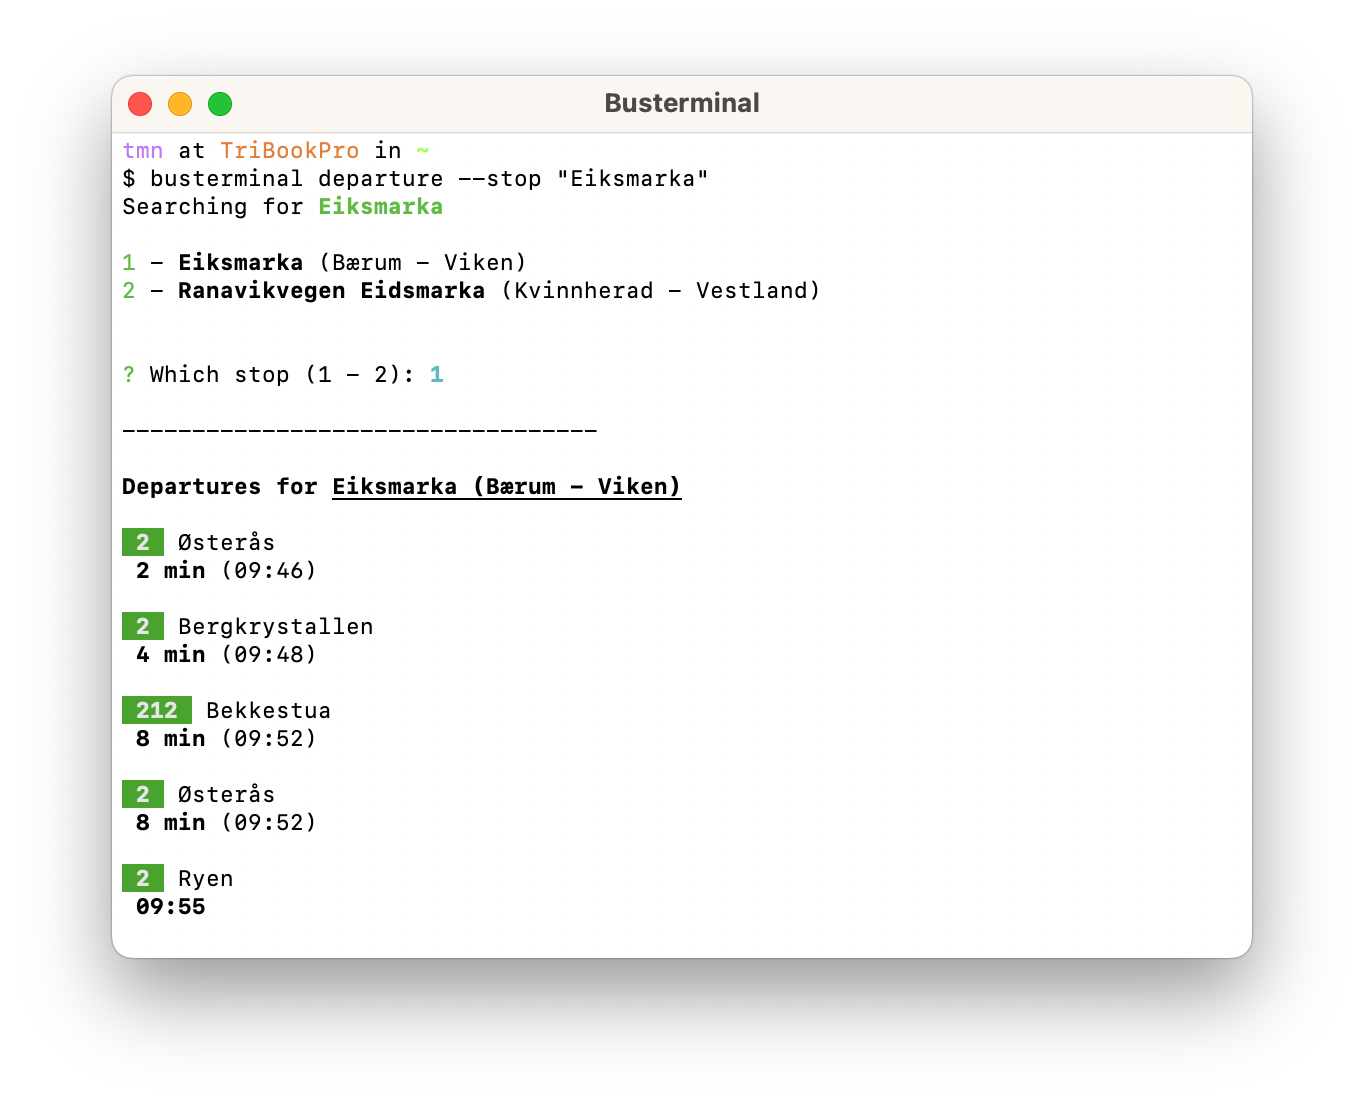 Busterminal
tmn at TriBookPro in ~
$ busterminal departure --stop "Eiksmarka"
Searching for Eiksmarka
1 - Eiksmarka (Bærum - Viken)
2 - Ranavikvegen Eidsmarka (Kvinnherad - Vestland)
? Which stop (1 - 2): 1
----------------------------------
Departures for Eiksmarka (Bærum - Viken)
2 Østerås
2 min (09:46)
2 Bergkrystallen
4 min (09:48)
212 Bekkestua
8 min (09:52)
2 Østerås
8 min (09:52)
2 Ryen
09:55